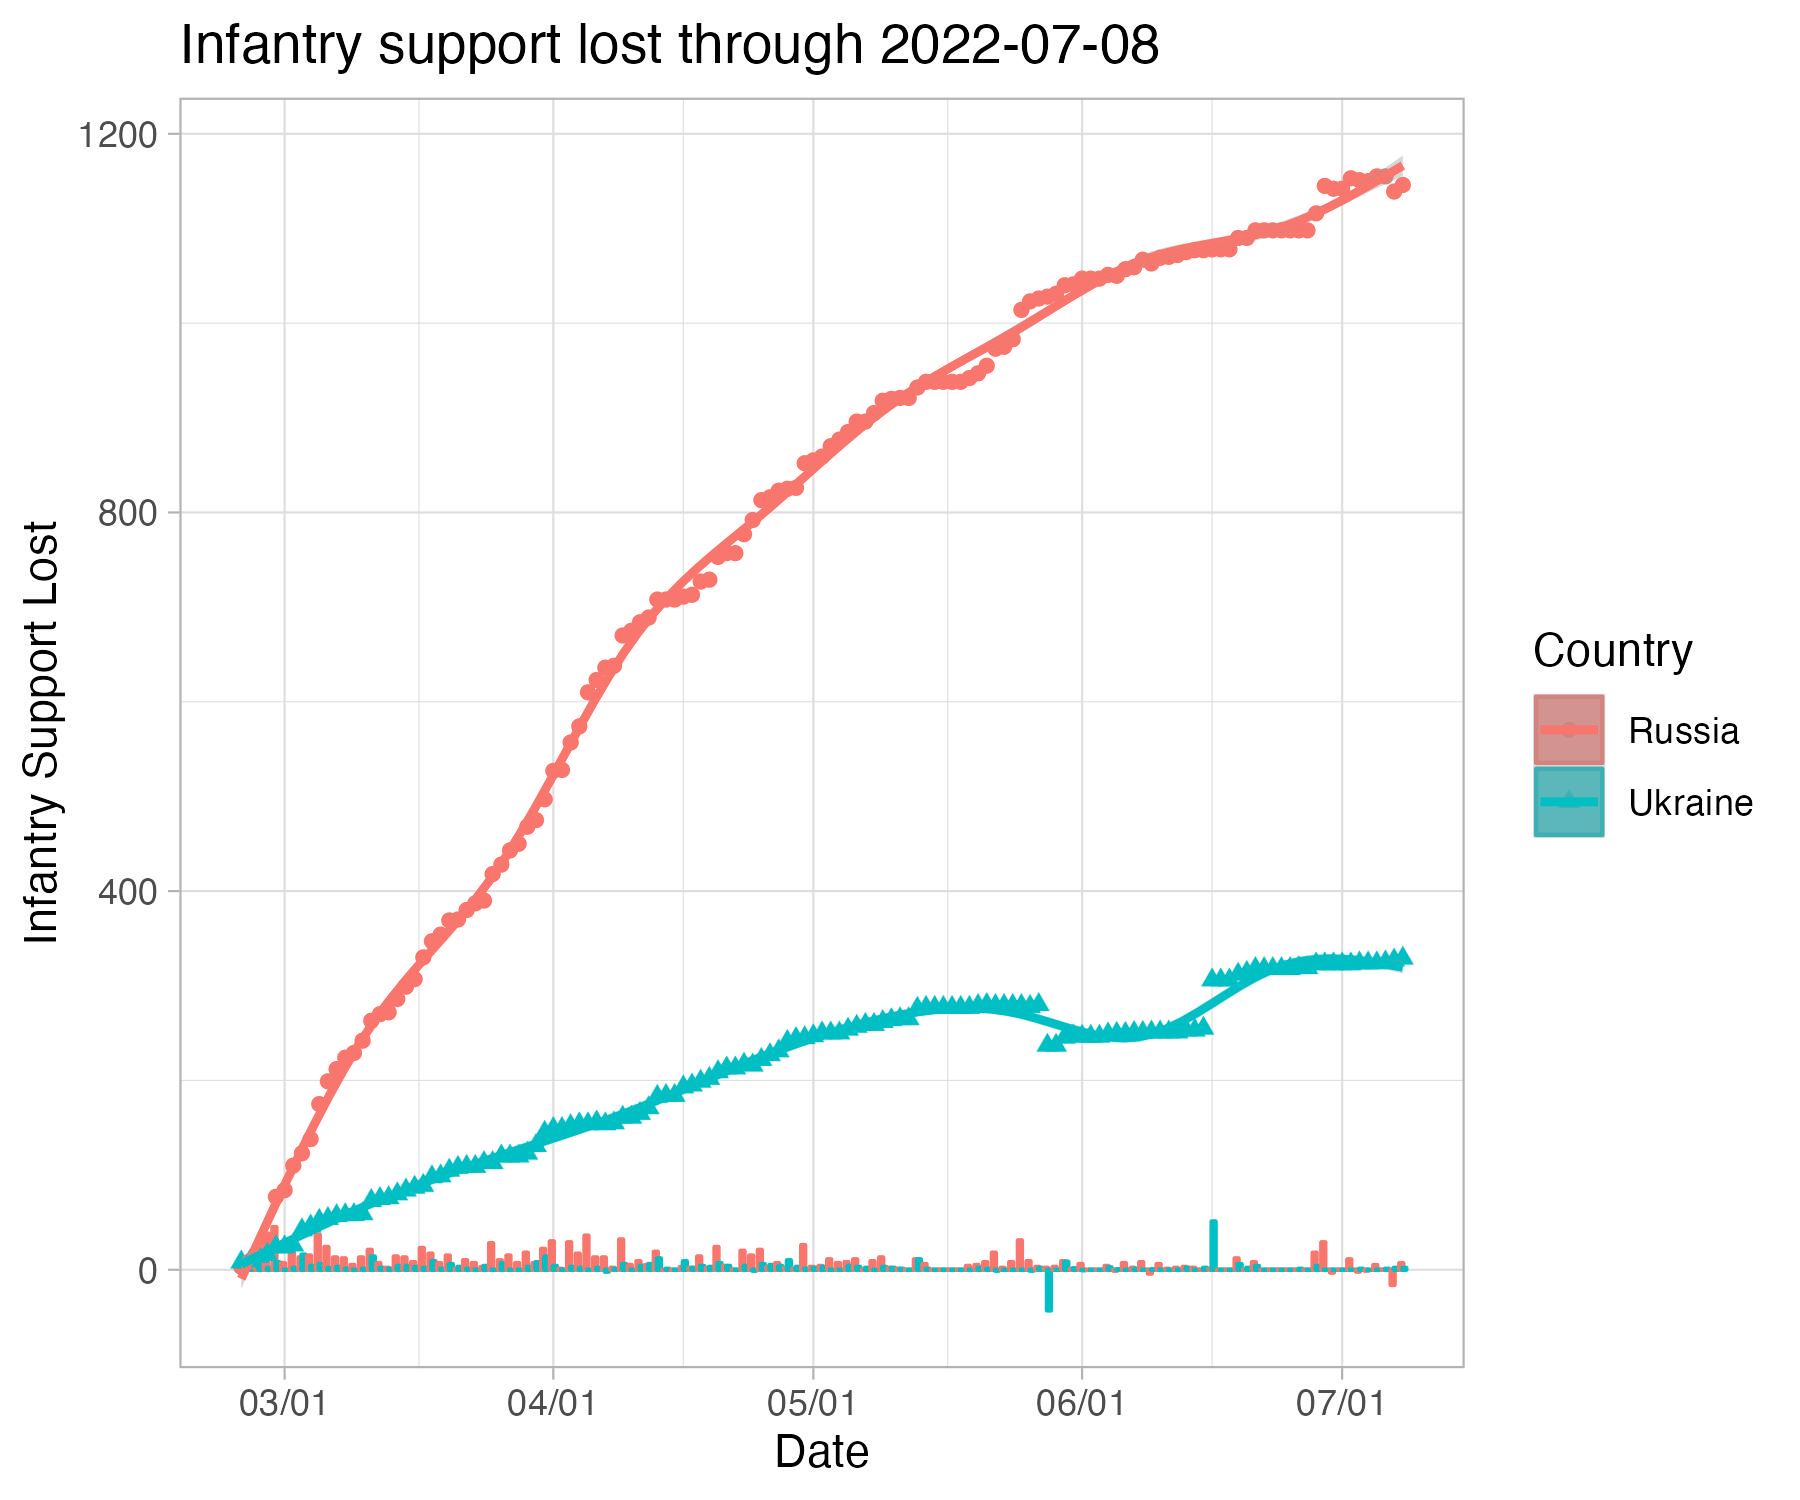 Infantry support lost through 2022-07-08
Infantry Support Lost
1200
800
400
0
03/01 04/01 05/01 06/01 07/01
Date
Country
Russia
Ukraine